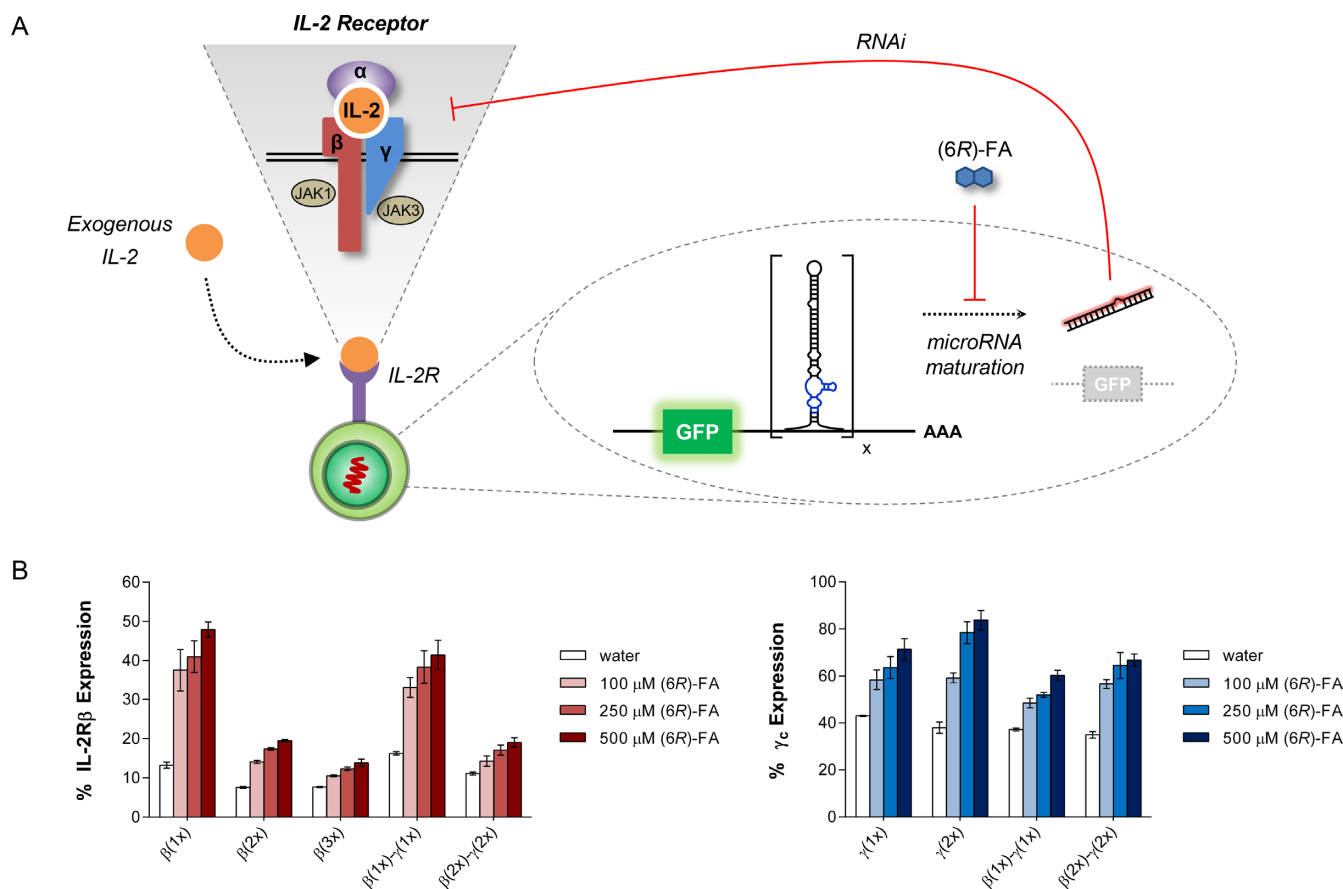 A
IL-2 Receptor
RNAi
α
IL-2
β
γ
(6R)-FA
JAK1
JAK3
Exogenous
IL-2
IL-2R
microRNA
maturation
GFP
GFP
x
AAA
B
% IL-2Rβ Expression
60
50
40
30
20
10
0
β(1x)
β(2x)
β(3x)
β(1x)-γ(1x)
β(2x)-γ(2x)
water
100 μM (6R)-FA
250 μM (6R)-FA
500 μM (6R)-FA
% γc Expression
100
80
60
40
20
0
γ(1x)
γ(2x)
β(1x)-γ(1x)
β(2x)-γ(2x)
water
100 μM (6R)-FA
250 μM (6R)-FA
500 μM (6R)-FA